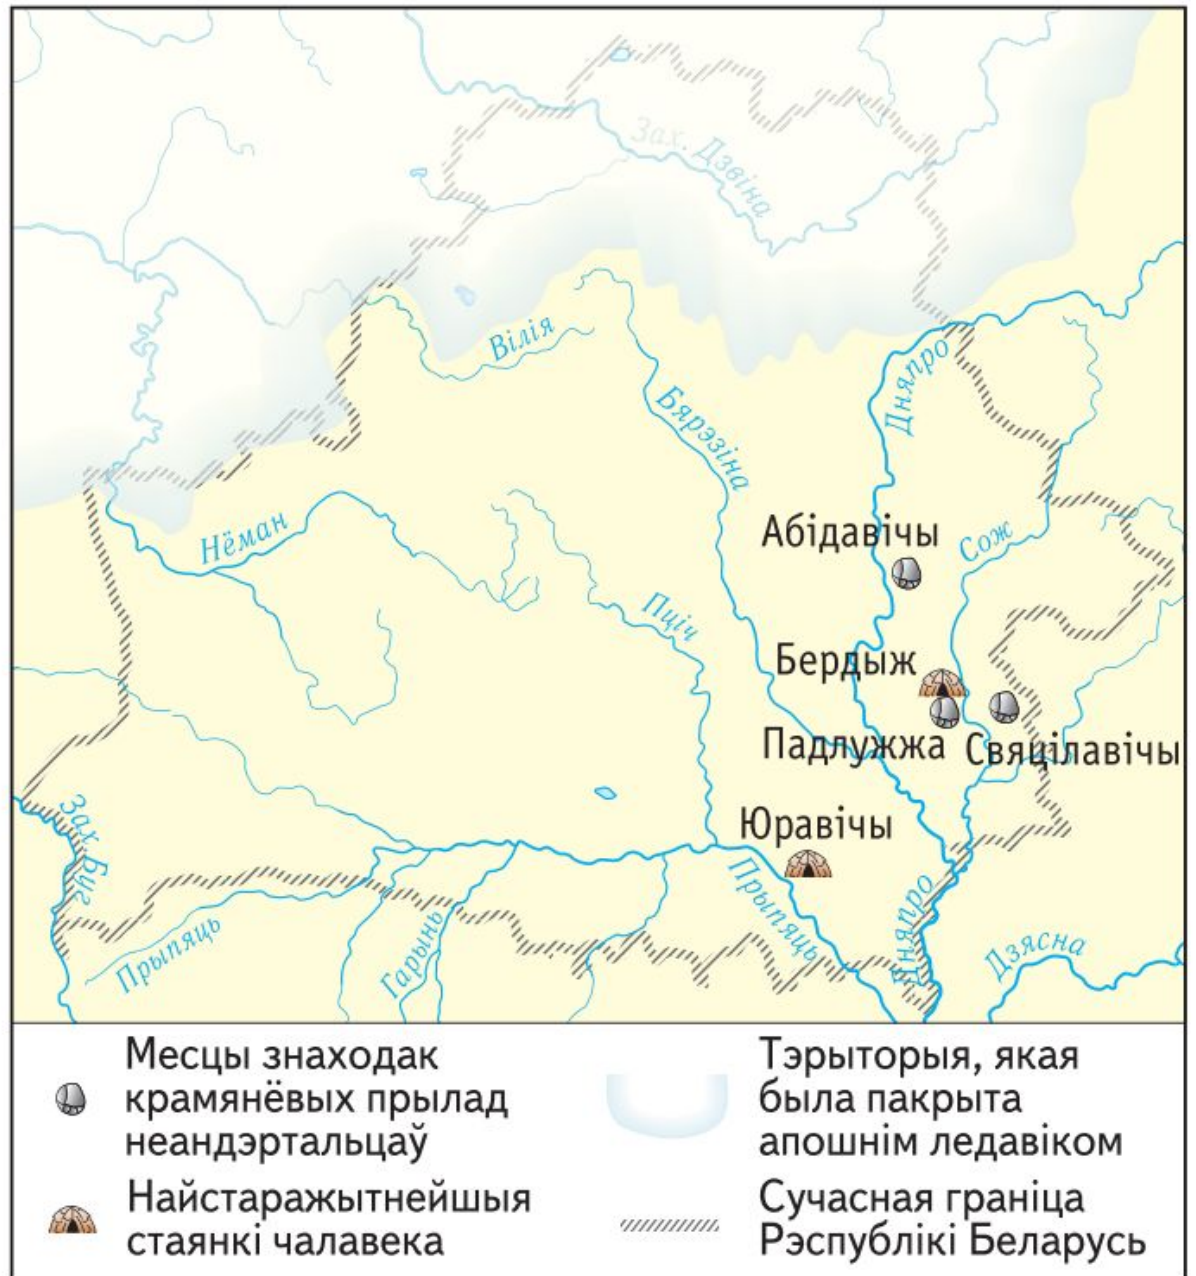 Зах. Дзвіна
Вілія
Дняпро
Бярэзіна
Нёман
Абідавічы
Сож
Пціч
Бердыж
Падлужжа
Свяцілавічы
Зах. Буг
Юравічы
Прыпяць
Дняпро
Прыпяць
Гарынь
Дзясна
Месцы знаходак
крамянёвых прылад
неандэртальцаў
Найстаражытнейшыя
стаянкі чалавека
Тэрыторыя, якая
была пакрыта
апошнім ледавіком
Сучасная граніца
Рэспублікі Беларусь